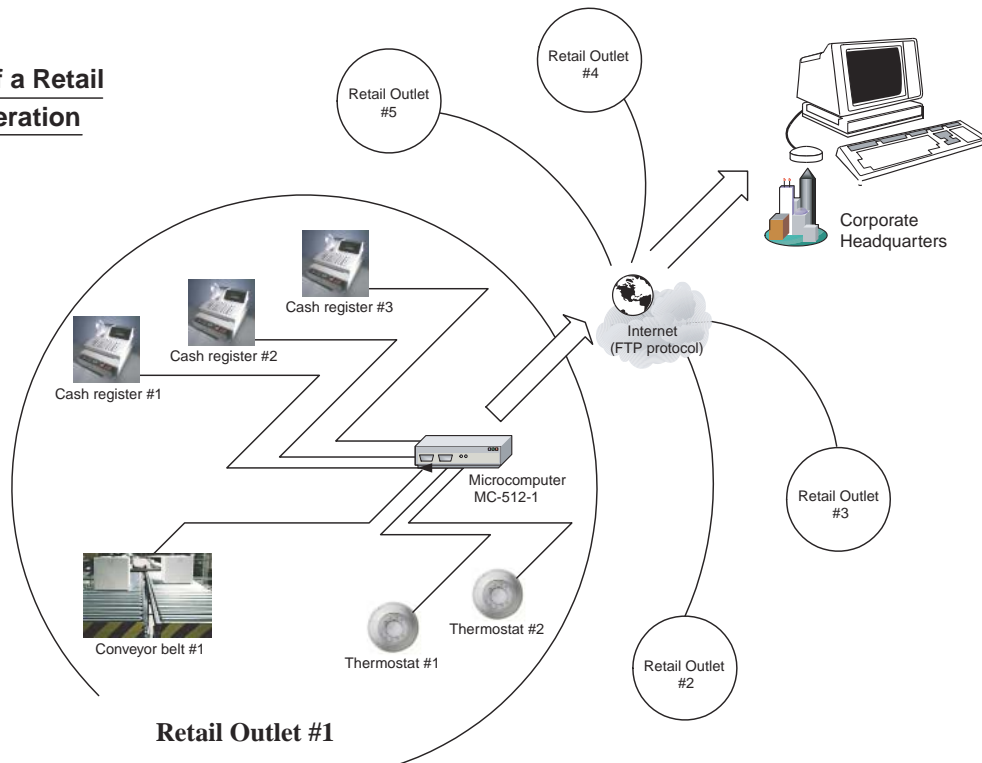 f a Retail
eration
Retail Outlet
#5
Retail Outlet
#4
Corporate
Headquarters
Cash register #3
Cash register #2
Cash register #1
Internet
(FTP protocol)
Microcomputer
MC-512-1
Retail Outlet
#3
Conveyor belt #1
Thermostat #2
Thermostat #1
Retail Outlet
#2
Retail Outlet #1